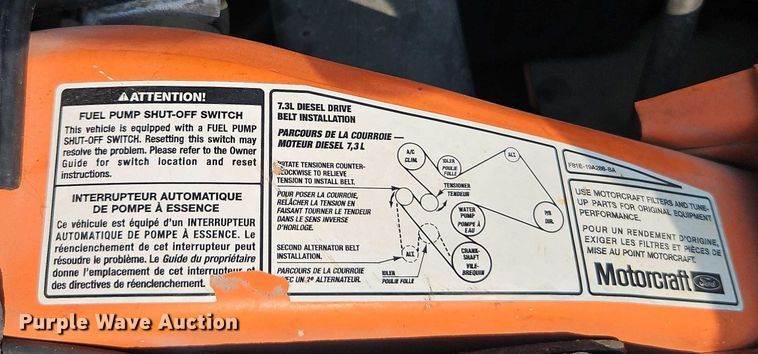 ATTENTION!
FUEL PUMP SHUT-OFF SWITCH
This vehicle is equipped with a FUEL PUMP
SHUT-OFF SWITCH. Resetting this switch may
resolve the problem. Please refer to the Owner
Guide for switch location and reset
instructions.
INTERRUPTEUR AUTOMATIQUE
DE POMPE À ESSENCE
Ce véhicule est équipé d'un INTERRUPTEUR
AUTOMATIQUE DE POMPE À ESSENCE. Le
réenclenchement de cet interrupteur peut
résoudre le problème. Le Guide du propriétaire
donne l'emplacement de cet interrupteur et
des directives de réenclenchement.
7.3L DIESEL DRIVE
BELT INSTALLATION
PARCOURS DE LA COURROIE —
MOTEUR DIESEL 7,3 L
ROTATE TENSIONER COUNTER-
CLOCKWISE TO RELIEVE
TENSION TO INSTALL BELT.
POUR POSER LA COURROIE,
RELÂCHER LA TENSION EN
FAISANT TOURNER LE TENDEUR
DANS LE SENS INVERSE
D'HORLOGE.
SECOND ALTERNATOR BELT
INSTALLATION.
PARCOURS DE LA COURROIE
AVEC UN 2e ALTERNATEUR.
A/C
CLIM.
IDLER
POULIE FOLLE
ALT.
TENSIONER
TENDEUR
WATER
PUMP
POMPE À
EAU
P/S
DIR.
ALT.
IDLER
POULIE FOLLE
CRANK-
SHAFT
VILE-
BREQUIN
USE MOTORCRAFT FILTERS AND TUNE-
UP PARTS FOR ORIGINAL EQUIPMENT
PERFORMANCE.
POUR UN RENDEMENT D'ORIGINE,
EXIGER LES FILTRES ET PIÈCES DE
MISE AU POINT MOTORCRAFT.
Motorcraft Ford
Purple Wave Auction